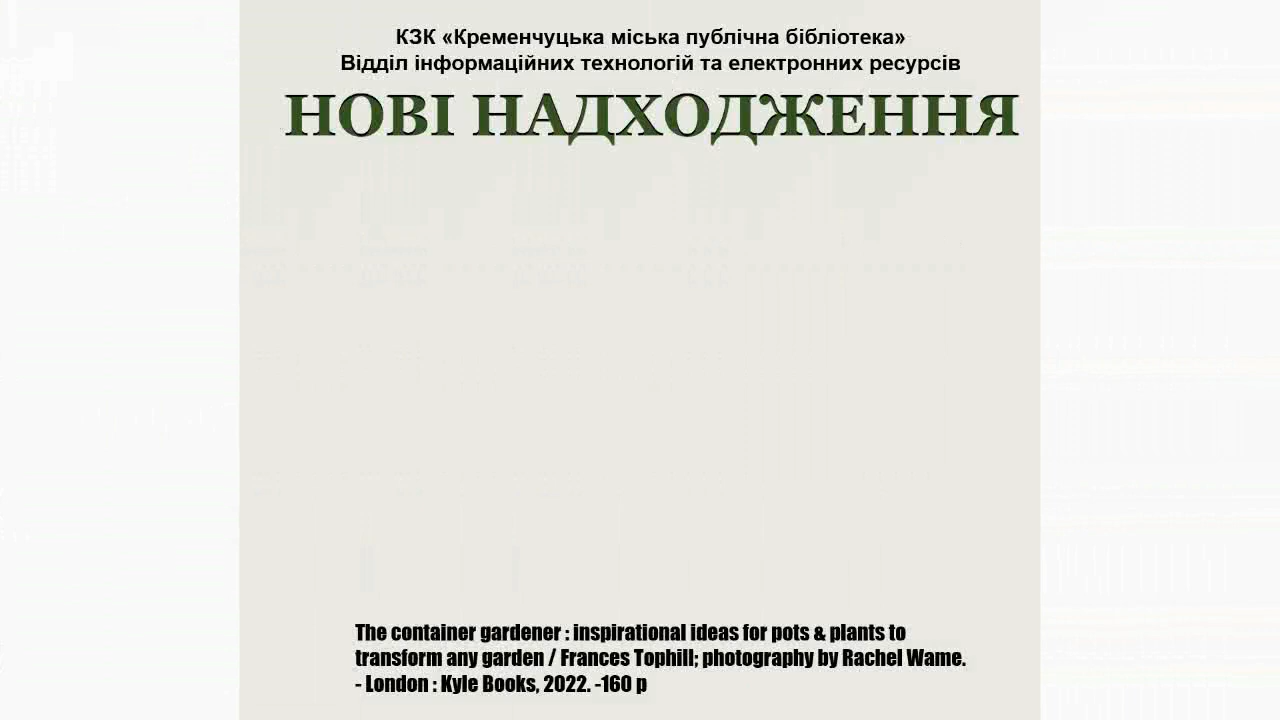 КЗК «Кременчуцька міська публічна бібліотека»
Відділ інформаційних технологій та електронних ресурсів
НОВІ НАДХОДЖЕННЯ
The container gardener : inspirational ideas for pots & plants to
transform any garden / Frances Tophill; photography by Rachel Wame.
- London : Kyle Books, 2022. -160 p